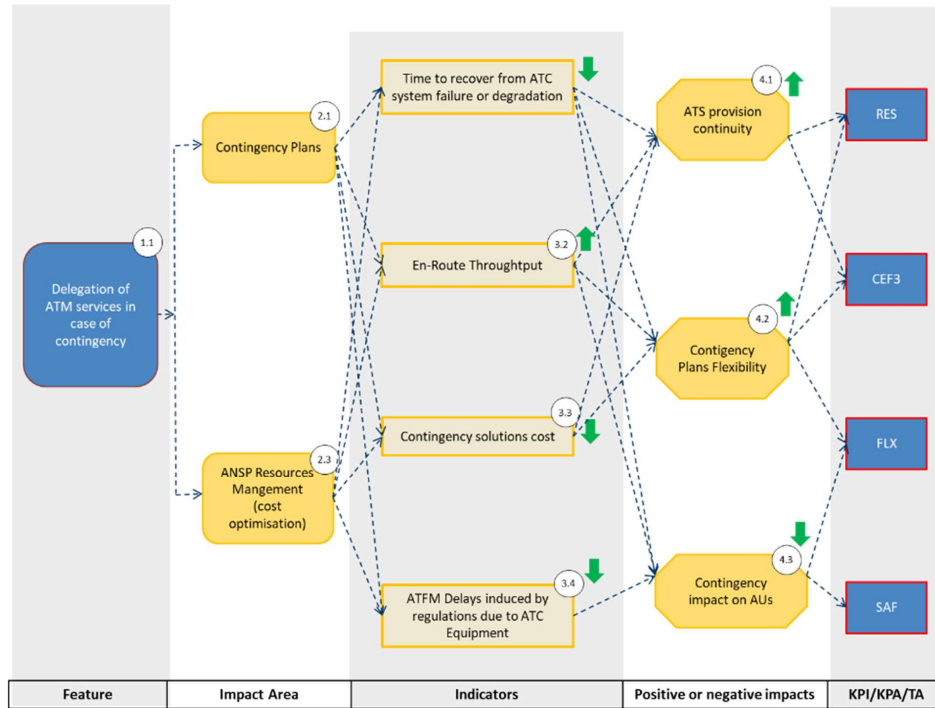 1.1
Delegation of
ATM services in
case of
contingency
2.1
Contingency Plans
2.3
ANSP Resources
Mangement
(cost
optimisation)
Time to recover from ATC
system failure or degradation
3.2
En-Route Throughtput
3.3
Contingency solutions cost
3.4
ATFM Delays induced by
regulations due to ATC
Equipment
4.1
ATS provision
continuity
4.2
Contigency
Plans Flexibility
4.3
Contingency
impact on AUs
RES
CEF3
FLX
SAF
Feature
Impact Area
Indicators
Positive or negative impacts
KPI/KPA/TA